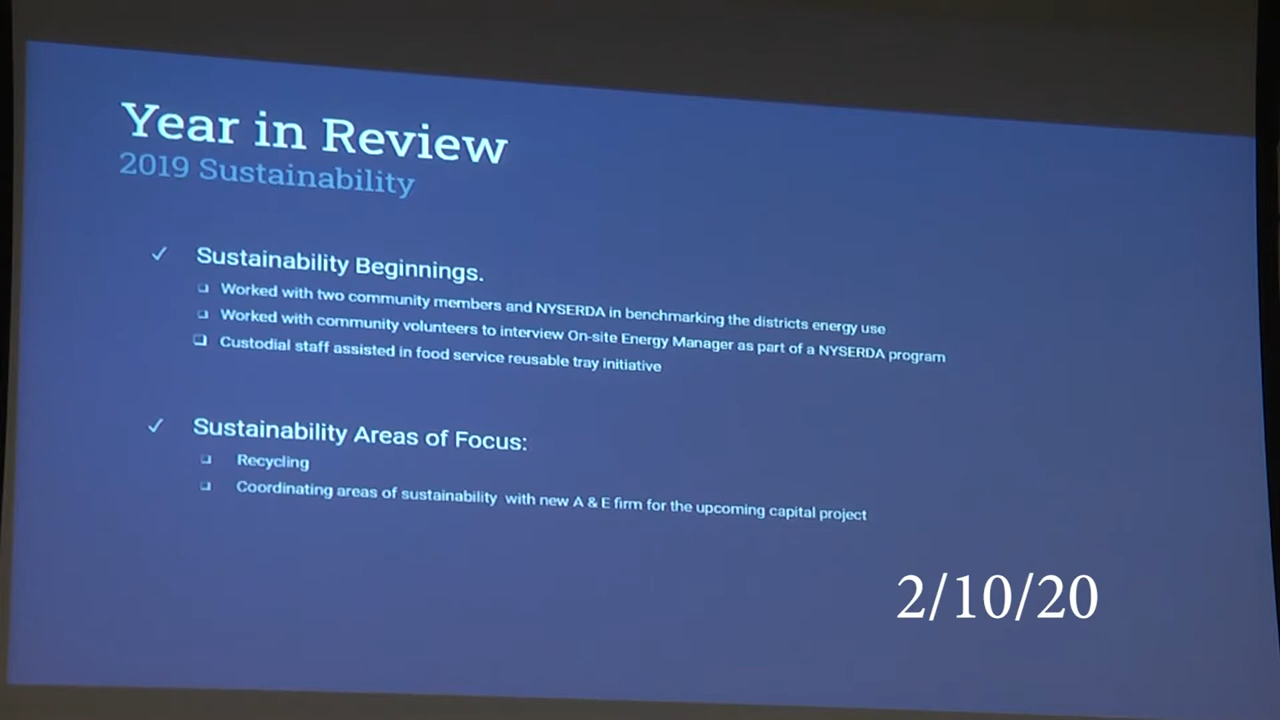 Year in Review
2019 Sustainability
✓ Sustainability Beginnings.
❑ Worked with two community members and NYSERDA in benchmarking the districts energy use
❑ Worked with community volunteers to interview On-site Energy Manager as part of a NYSERDA program
❑ Custodial staff assisted in food service reusable tray initiative
✓ Sustainability Areas of Focus:
❑ Recycling
❑ Coordinating areas of sustainability with new A & E firm for the upcoming capital project
2/10/20